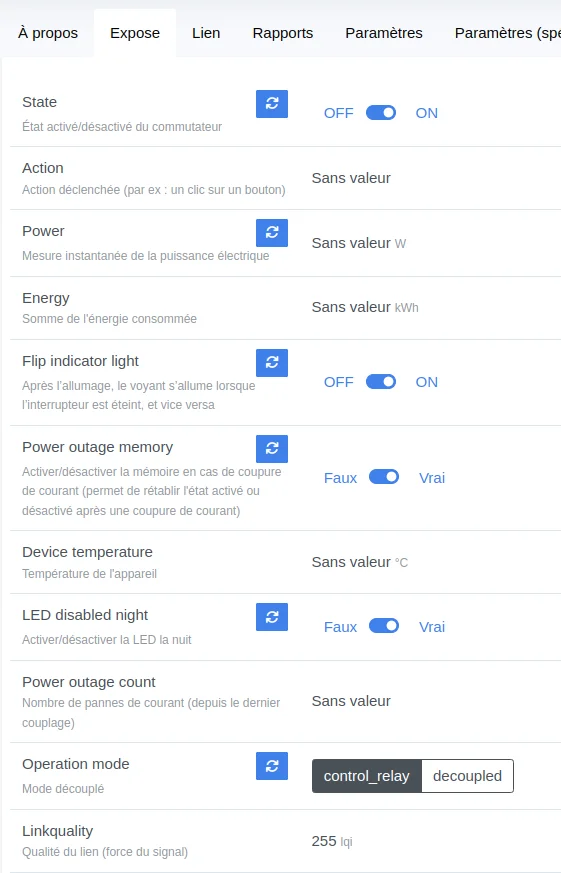 À propos Expose Lien Rapports Paramètres Paramètres (spé
State
État activé/désactivé du commutateur
OFF ON
Action
Action déclenchée (par ex : un clic sur un bouton)
Sans valeur
Power
Mesure instantanée de la puissance électrique
Sans valeur W
Energy
Somme de l'énergie consommée
Sans valeur kWh
Flip indicator light
Après l’allumage, le voyant s’allume lorsque
l’interrupteur est éteint, et vice versa
OFF ON
Power outage memory
Activer/désactiver la mémoire en cas de coupure
de courant (permet de rétablir l'état activé ou
désactivé après une coupure de courant)
Faux Vrai
Device temperature
Température de l'appareil
Sans valeur °C
LED disabled night
Activer/désactiver la LED la nuit
Faux Vrai
Power outage count
Nombre de pannes de courant (depuis le dernier
couplage)
Sans valeur
Operation mode
Mode découplé
control_relay decoupled
Linkquality
Qualité du lien (force du signal)
255 lqi